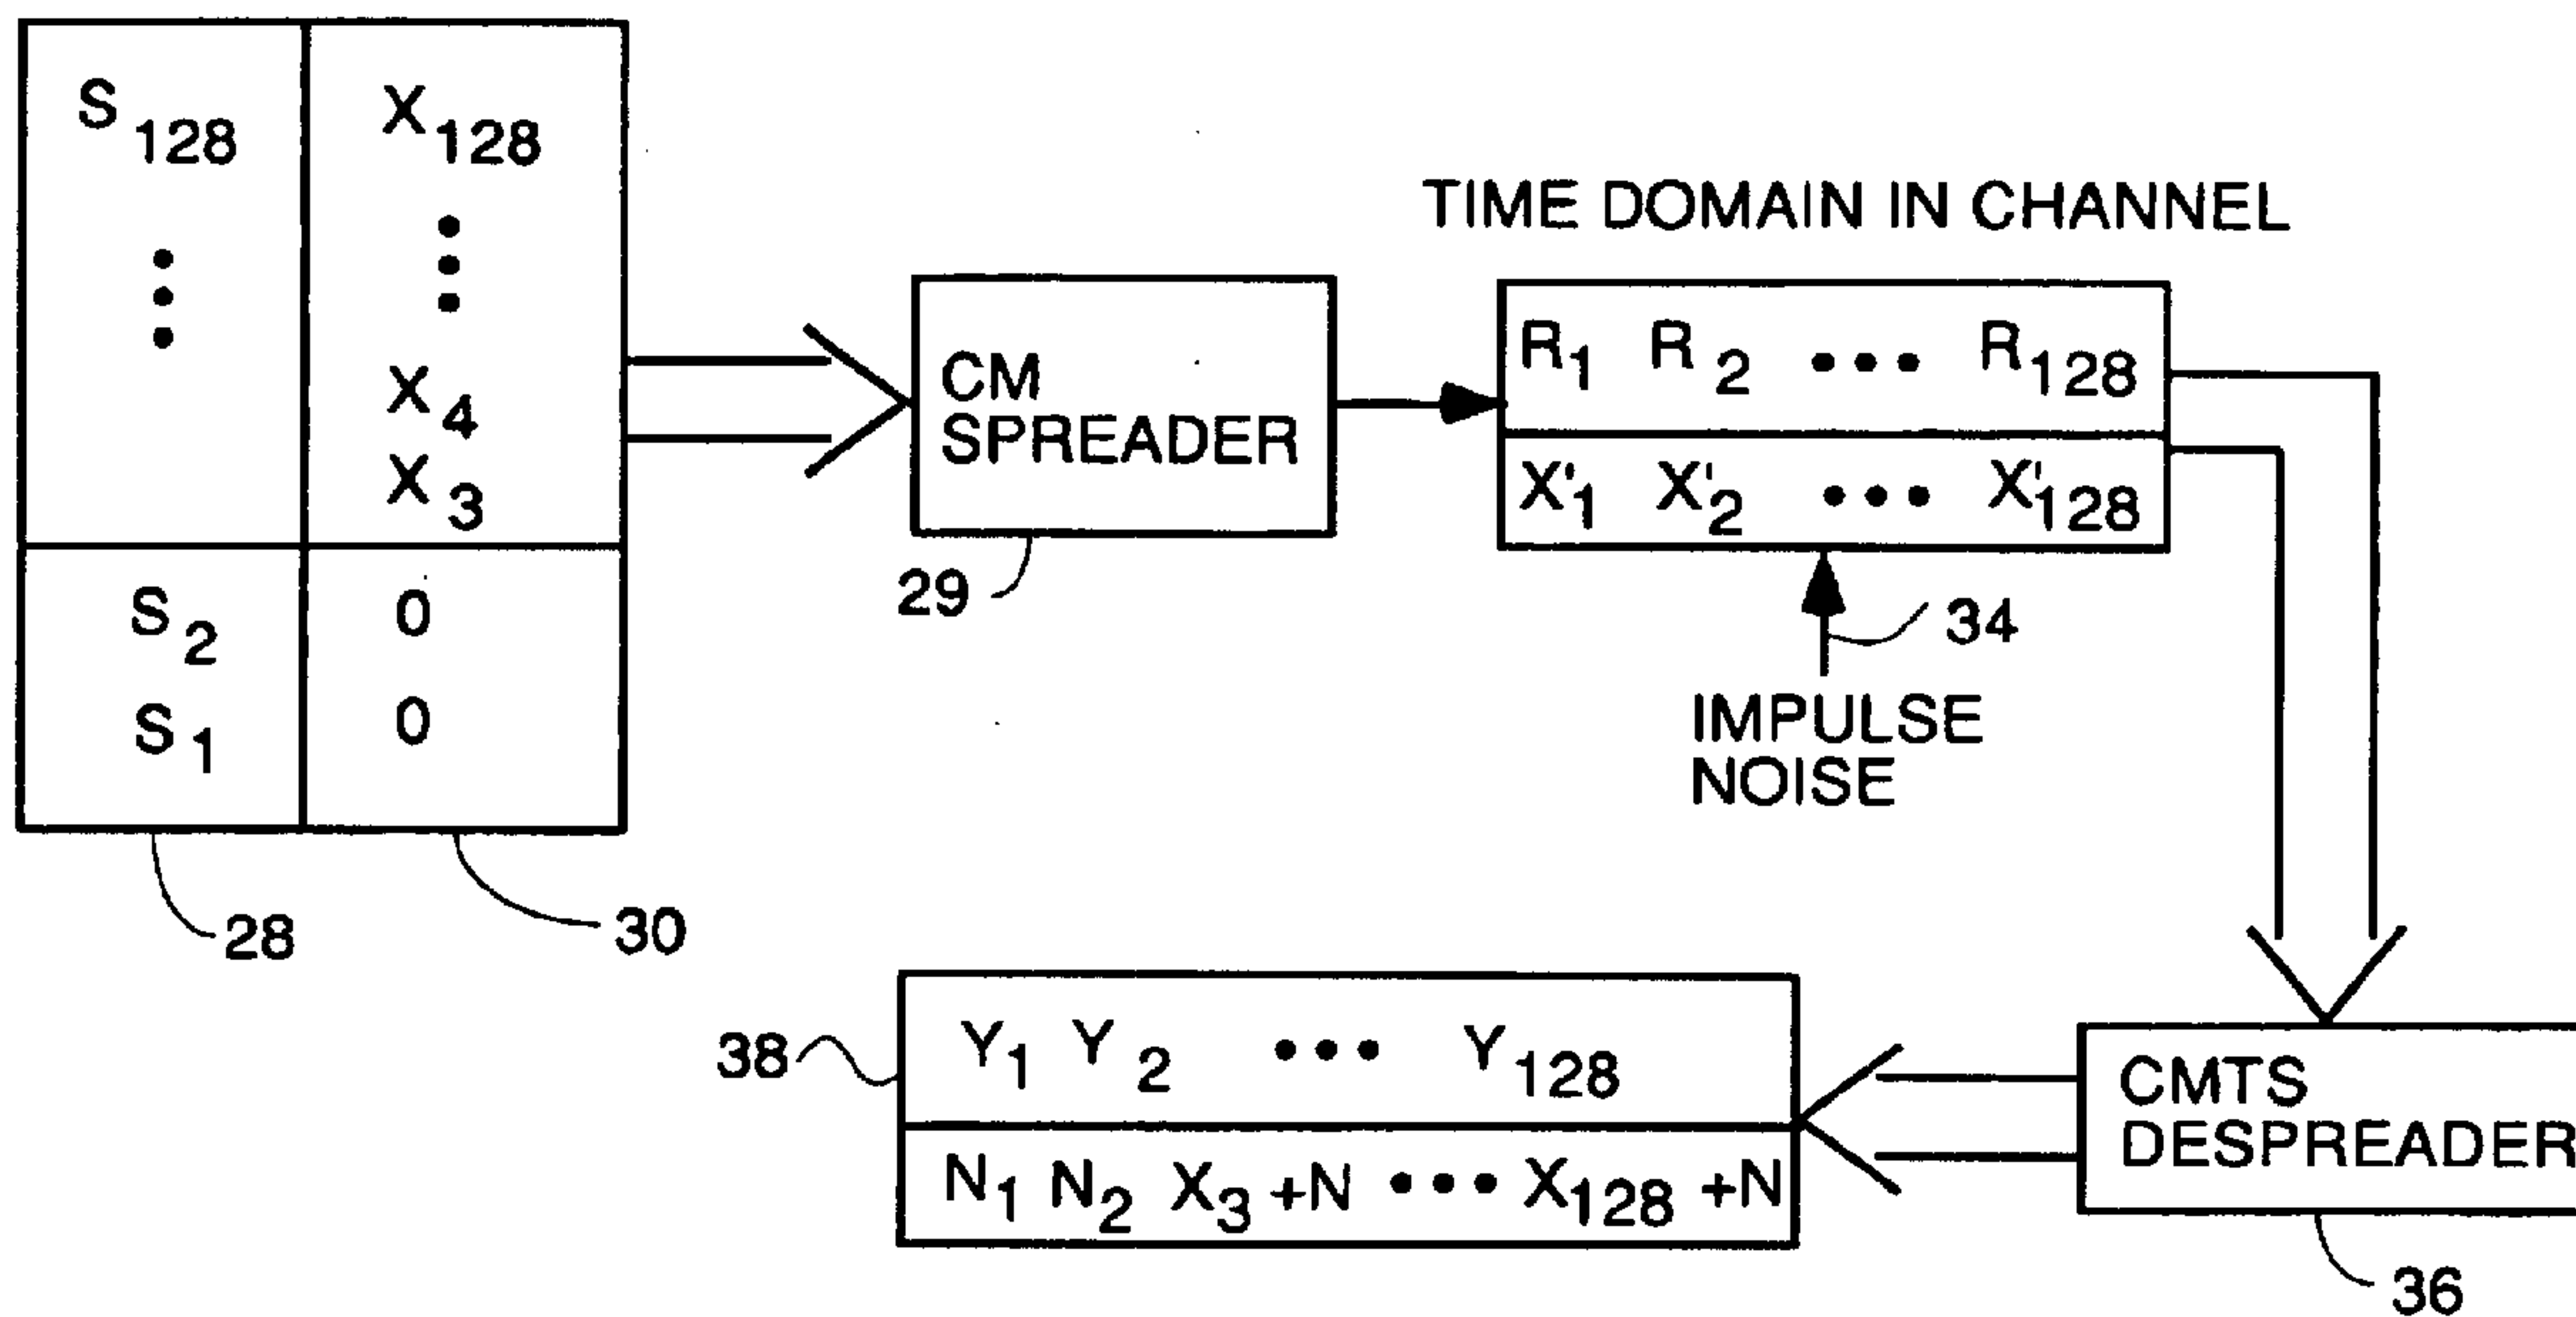 S128 X128
X4
X3
S2 0
S1 0
28
30
CM
SPREADER
29
TIME DOMAIN IN CHANNEL
R1 R2 ••• R128
X'1 X'2 ••• X'128
34
IMPULSE
NOISE
CMTS
DESPREADER
36
38
Y1 Y2 ••• Y128
N1 N2 X3+N ••• X128+N